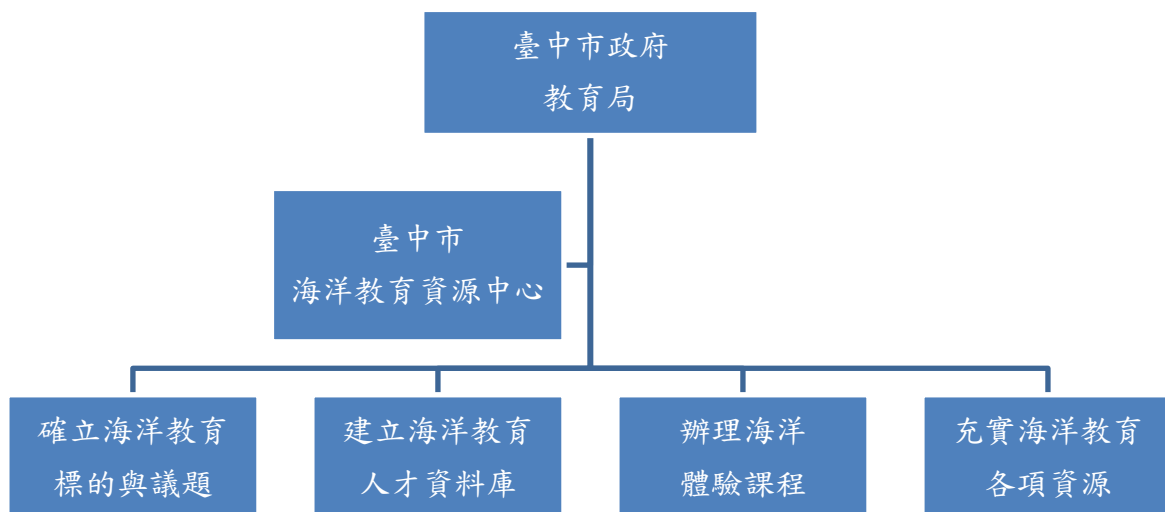 臺中市政府
教育局
臺中市
海洋教育資源中心
確立海洋教育
標的與議題
建立海洋教育
人才資料庫
辦理海洋
體驗課程
充實海洋教育
各項資源